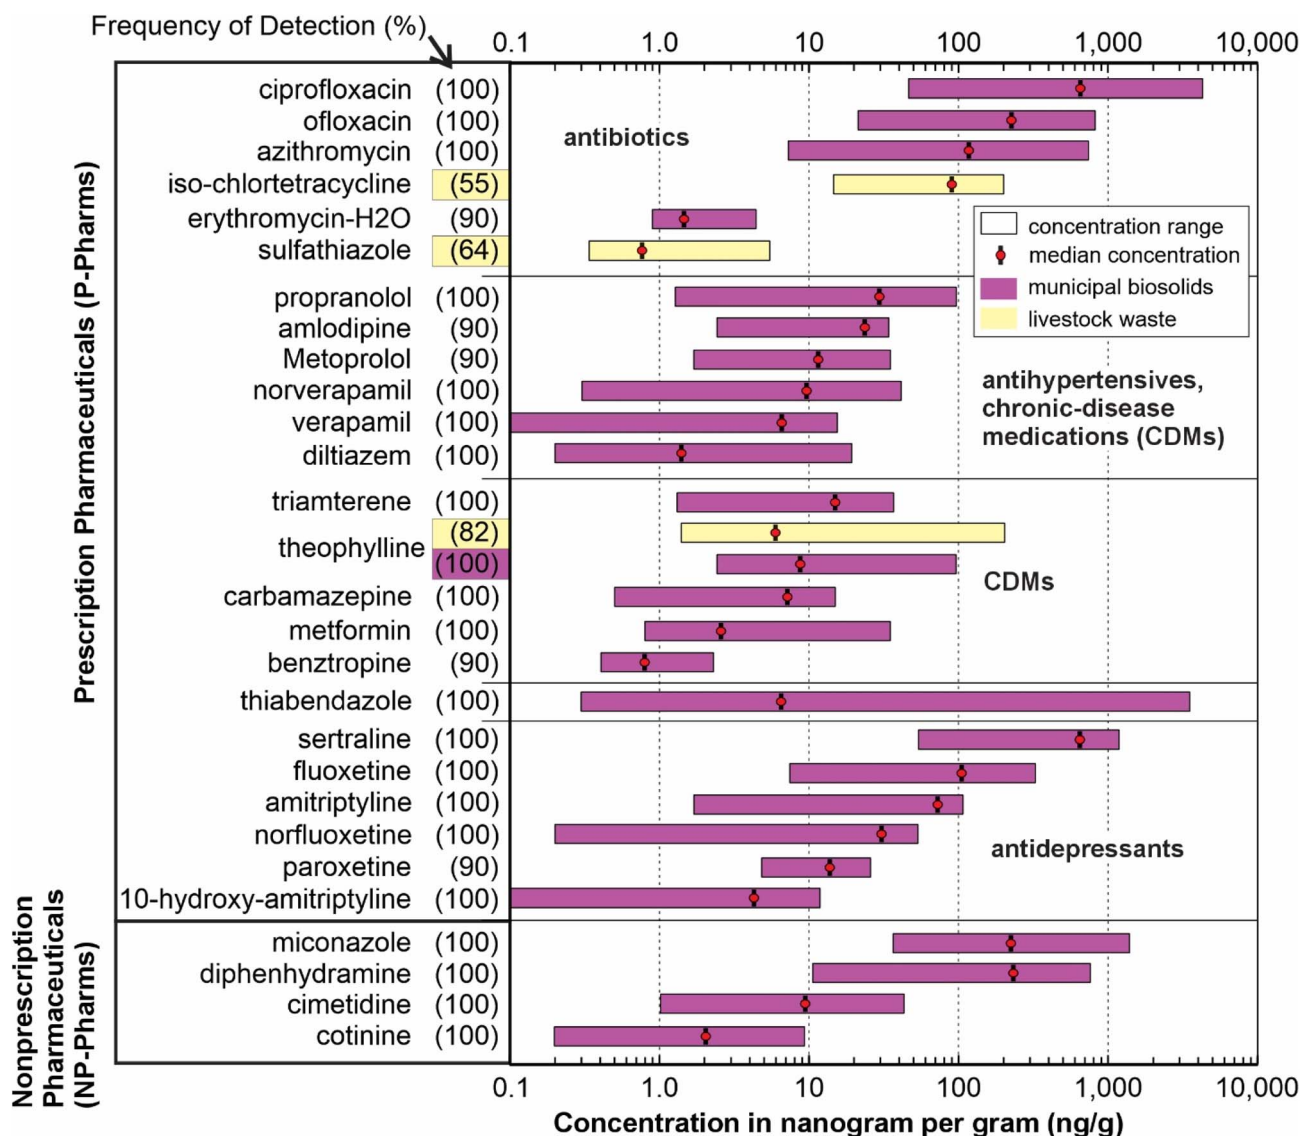 Frequency of Detection (%)
0.1 1.0 10 100 1,000 10,000
Prescription Pharmaceuticals (P-Pharms)
ciprofloxacin (100)
ofloxacin (100)
azithromycin (100)
iso-chlortetracycline (55)
erythromycin-H2O (90)
sulfathiazole (64)
antibiotics
concentration range
median concentration
municipal biosolids
livestock waste
propranolol (100)
amlodipine (90)
Metoprolol (90)
norverapamil (100)
verapamil (100)
diltiazem (100)
antihypertensives,
chronic-disease
medications (CDMs)
triamterene (100)
theophylline (82)
(100)
carbamazepine (100)
metformin (100)
benztropine (90)
CDMs
thiabendazole (100)
sertraline (100)
fluoxetine (100)
amitriptyline (100)
norfluoxetine (100)
paroxetine (90)
10-hydroxy-amitriptyline (100)
antidepressants
Nonprescription
Pharmaceuticals
(NP-Pharms)
miconazole (100)
diphenhydramine (100)
cimetidine (100)
cotinine (100)
0.1 1.0 10 100 1,000 10,000
Concentration in nanogram per gram (ng/g)